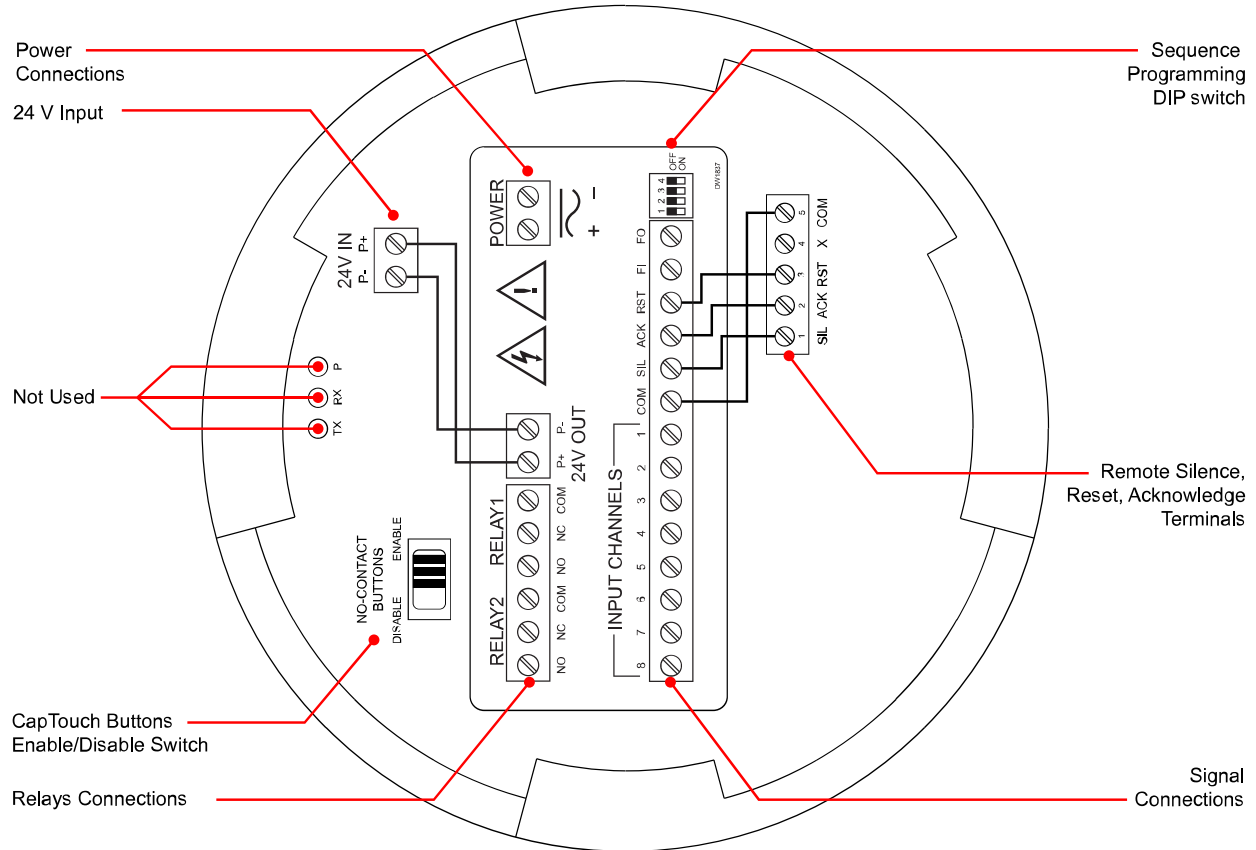 Power
Connections
24 V Input
Not Used
CapTouch Buttons
Enable/Disable Switch
Relays Connections
Sequence
Programming
DIP switch
Remote Silence,
Reset, Acknowledge
Terminals
Signal
Connections
24V IN
P- P+
P
RX
TX
NO-CONTACT
BUTTONS
DISABLE ENABLE
POWER
+ -
24V OUT
P+ P-
RELAY2 RELAY1
NO NC COM NO NC COM
INPUT CHANNELS
8 7 6 5 4 3 2 1 COM SIL ACK RST FI FO
1 2 3 4
OFF
ON
DW1837
1 2 3 4 5
SIL ACK RST X COM